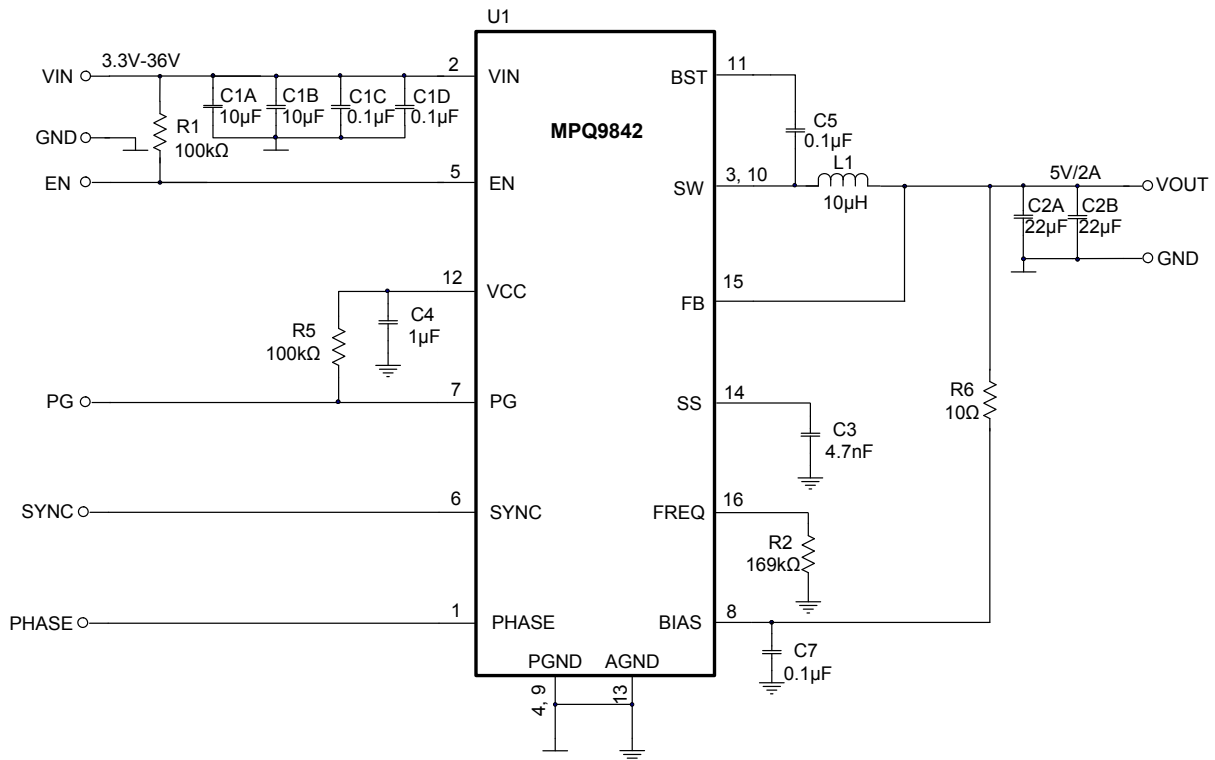 U1
3.3V-36V
VIN
GND
EN
R1
100kΩ
C1A
10µF
C1B
10µF
C1C
0.1µF
C1D
0.1µF
2
VIN
5
EN
12
VCC
R5
100kΩ
C4
1µF
PG
7
PG
SYNC
6
SYNC
PHASE
1
PHASE
MPQ9842
PGND
AGND
4, 9
13
BST
11
C5
0.1µF
SW
3, 10
L1
10µH
5V/2A
VOUT
C2A
22µF
C2B
22µF
GND
FB
15
SS
14
C3
4.7nF
R6
10Ω
FREQ
16
R2
169kΩ
BIAS
8
C7
0.1µF